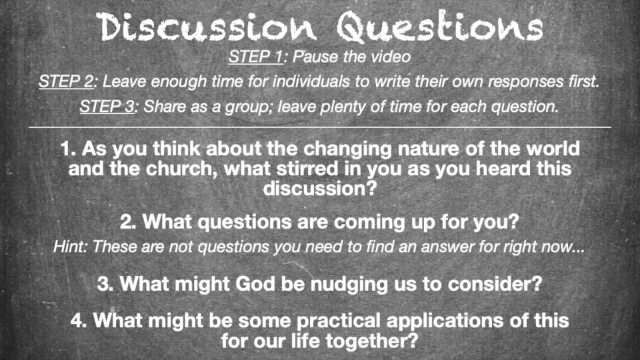 Discussion Questions
STEP 1: Pause the video
STEP 2: Leave enough time for individuals to write their own responses first.
STEP 3: Share as a group; leave plenty of time for each question.
1. As you think about the changing nature of the world
and the church, what stirred in you as you heard this
discussion?
2. What questions are coming up for you?
Hint: These are not questions you need to find an answer for right now...
3. What might God be nudging us to consider?
4. What might be some practical applications of this
for our life together?